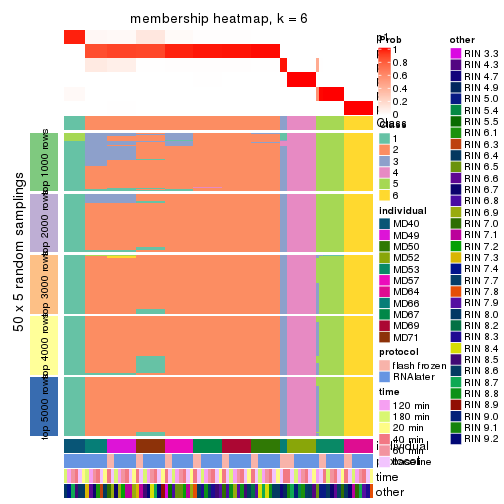 membership heatmap, k = 6
50 x 5 random samplings
top 1000 rows
top 2000 rows
top 3000 rows
top 4000 rows
top 5000 rows
Class
time
other
Prob
1
0.8
0.6
0.4
0.2
0
1
2
3
4
5
6
individual
MD40
MD49
MD50
MD52
MD53
MD57
MD64
MD66
MD67
MD69
MD71
protocol
flash frozen
RNAlater
time
120 min
180 min
20 min
40 min
60 min
other
RIN 3.3
RIN 4.3
RIN 4.7
RIN 4.9
RIN 5.0
RIN 5.4
RIN 5.5
RIN 6.1
RIN 6.3
RIN 6.4
RIN 6.5
RIN 6.6
RIN 6.7
RIN 6.8
RIN 6.9
RIN 7.0
RIN 7.1
RIN 7.2
RIN 7.3
RIN 7.4
RIN 7.7
RIN 7.8
RIN 7.9
RIN 8.0
RIN 8.2
RIN 8.3
RIN 8.4
RIN 8.5
RIN 8.6
RIN 8.7
RIN 8.8
RIN 8.9
RIN 9.0
RIN 9.1
RIN 9.2